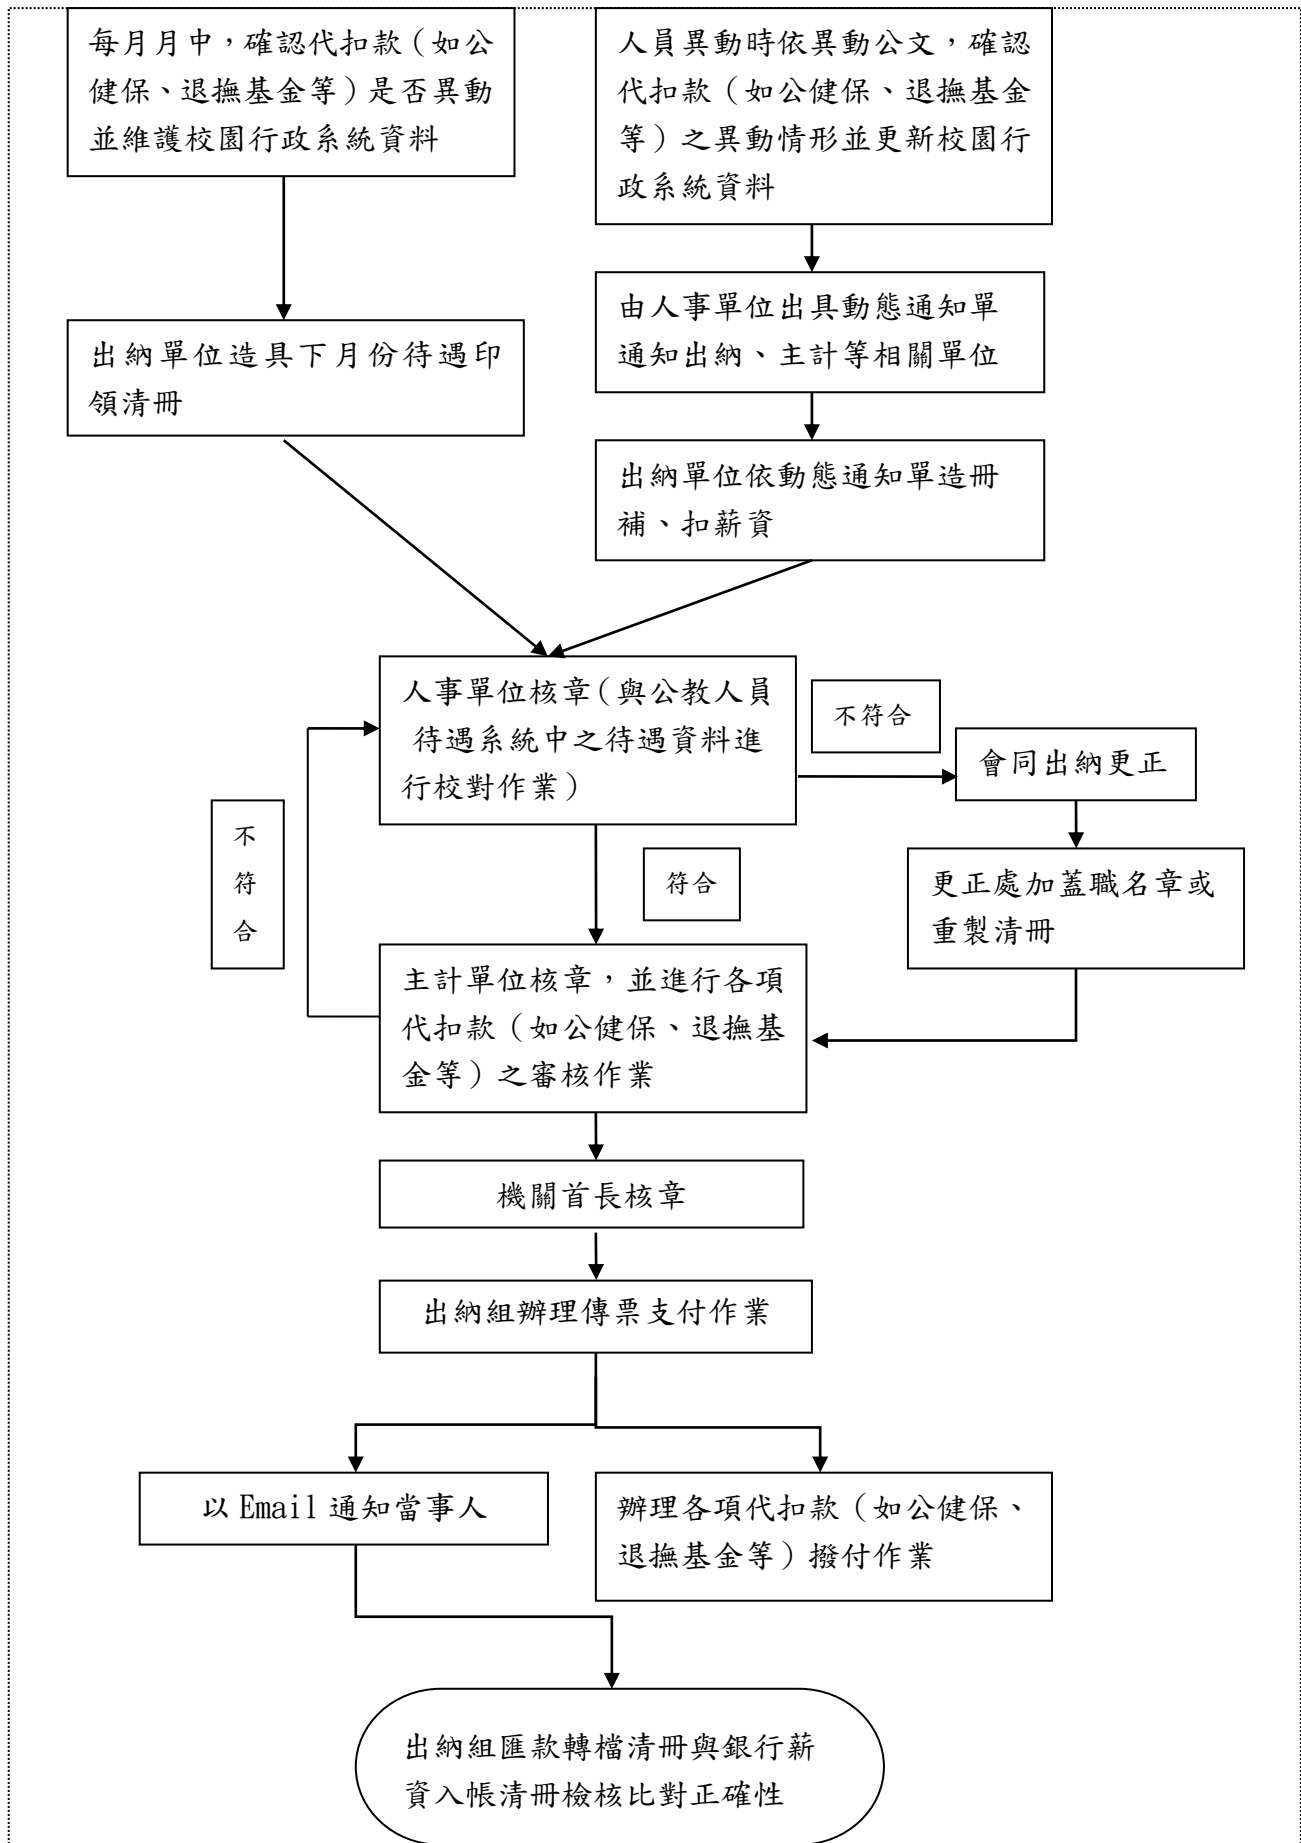 每月月中，確認代扣款（如公
健保、退撫基金等）是否異動
並維護校園行政系統資料
人員異動時依異動公文，確認
代扣款（如公健保、退撫基金
等）之異動情形並更新校園行
政系統資料
由人事單位出具動態通知單
通知出納、主計等相關單位
出納單位造具下月份待遇印
領清冊
出納單位依動態通知單造冊
補、扣薪資
人事單位核章（與公教人員
待遇系統中之待遇資料進
行校對作業）
不符合
會同出納更正
不
符
合
符合
更正處加蓋職名章或
重製清冊
主計單位核章，並進行各項
代扣款（如公健保、退撫基
金等）之審核作業
機關首長核章
出納組辦理傳票支付作業
以 Email 通知當事人
辦理各項代扣款（如公健保、
退撫基金等）撥付作業
出納組匯款轉檔清冊與銀行薪
資入帳清冊檢核比對正確性